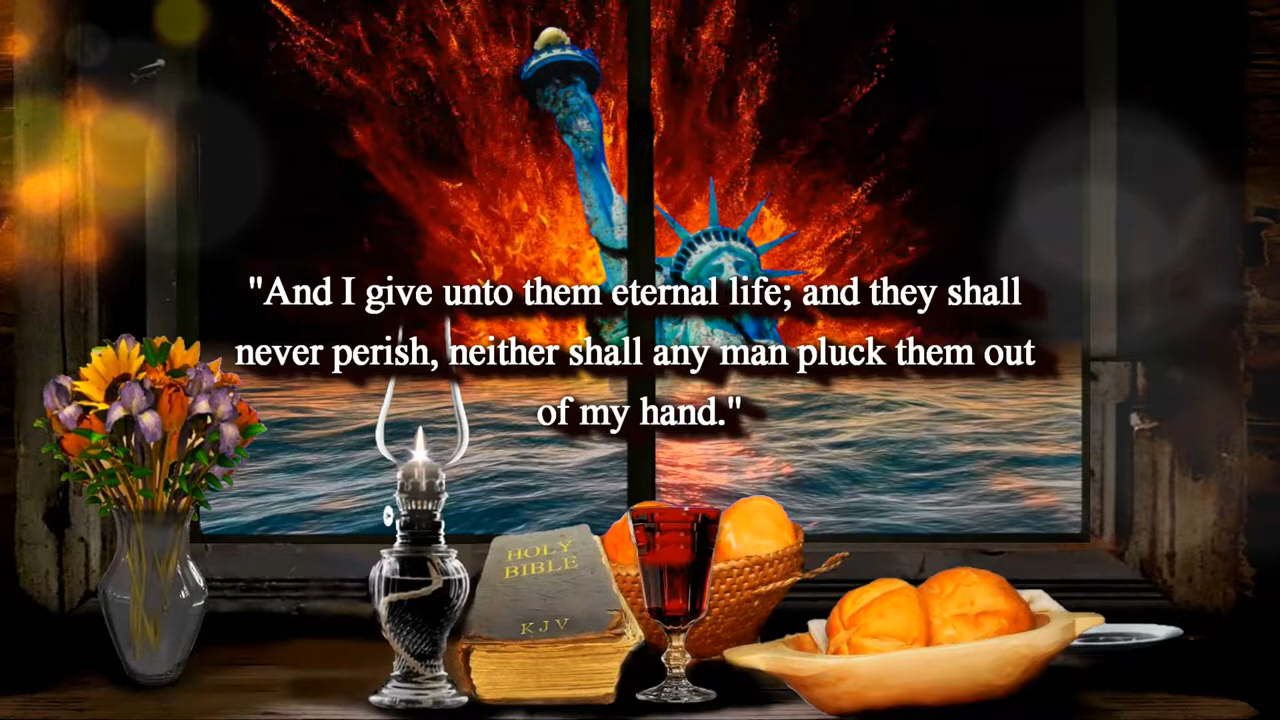 "And I give unto them eternal life; and they shall
never perish, neither shall any man pluck them out
of my hand."
HOLY
BIBLE
KJV